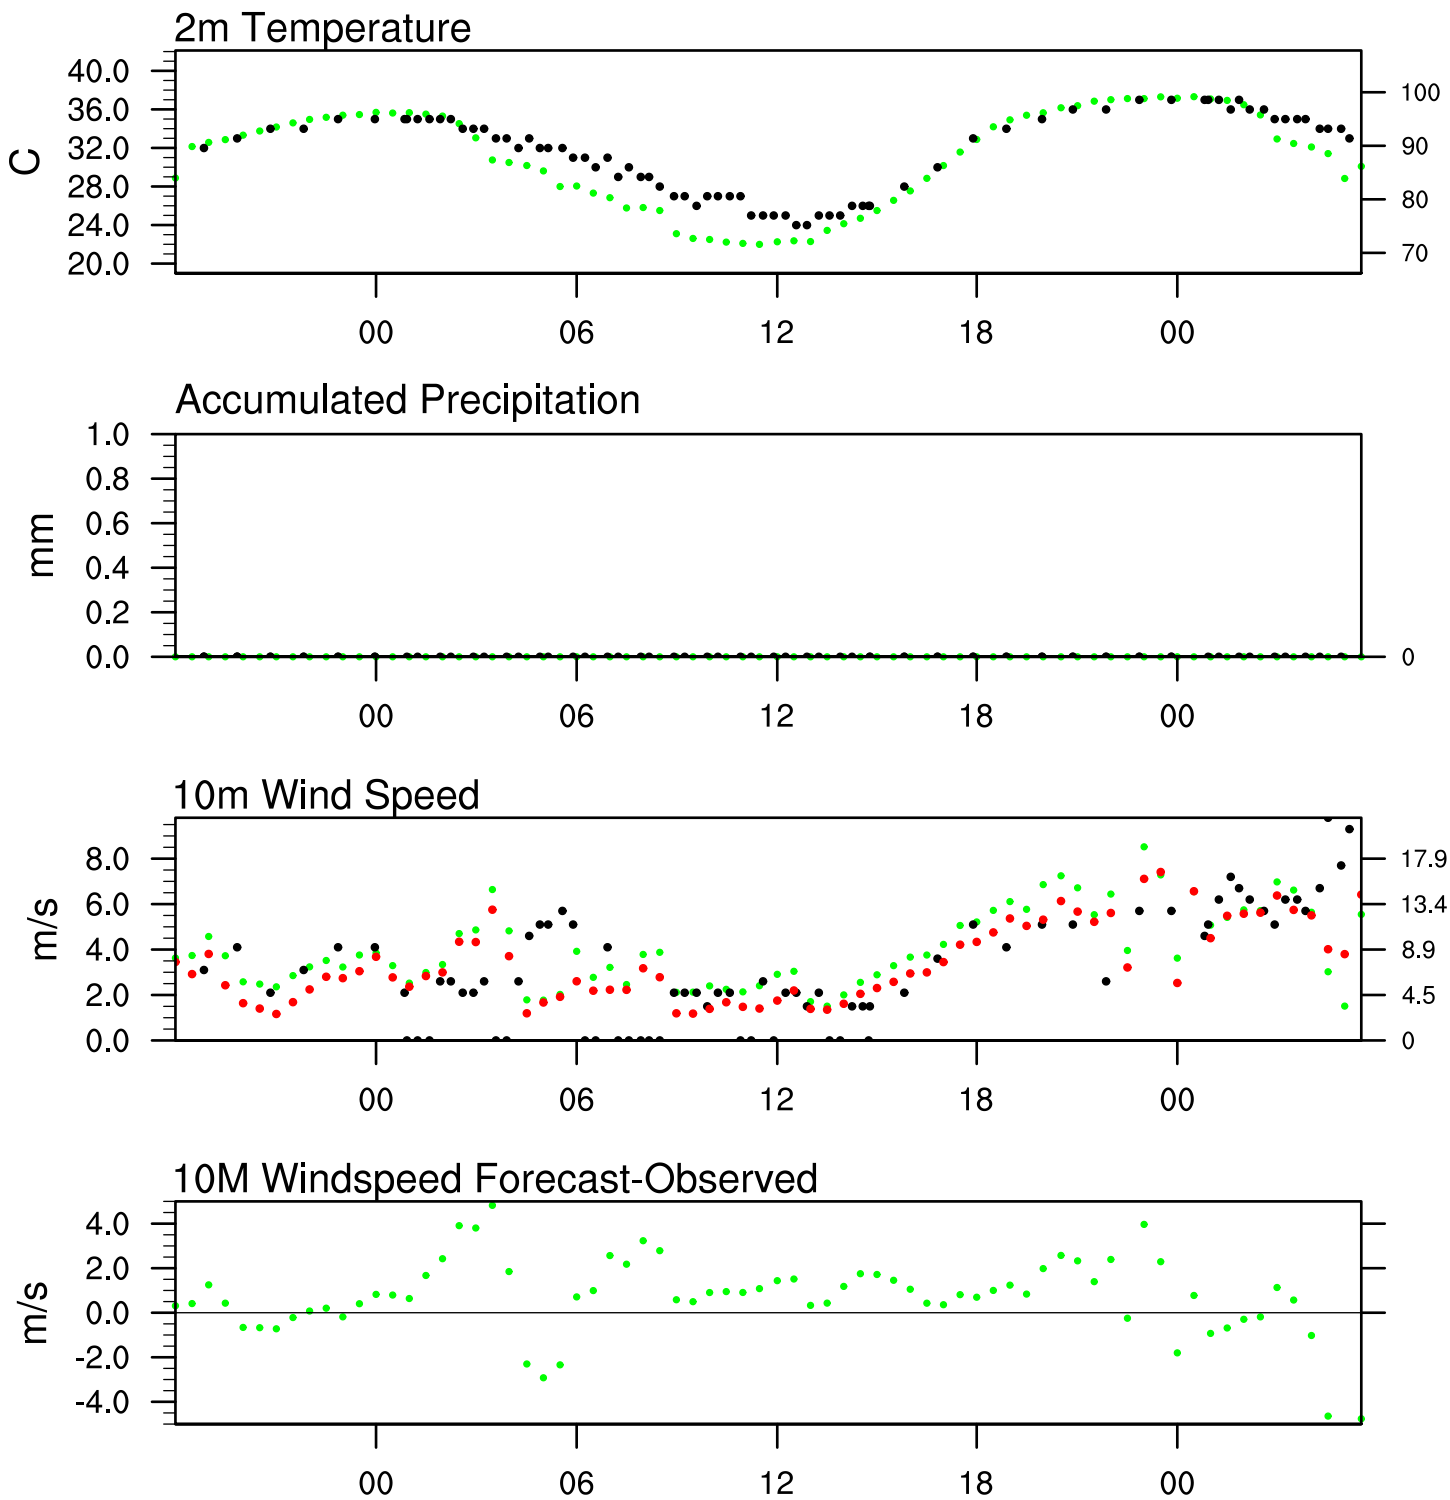 2m Temperature
40.0
36.0
32.0
28.0
24.0
20.0
C
100
90
80
70
00 06 12 18 00
Accumulated Precipitation
1.0
0.8
0.6
0.4
0.2
0.0
mm
0
00 06 12 18 00
10m Wind Speed
8.0
6.0
4.0
2.0
0.0
m/s
17.9
13.4
8.9
4.5
0
00 06 12 18 00
10M Windspeed Forecast-Observed
4.0
2.0
0.0
-2.0
-4.0
m/s
00 06 12 18 00